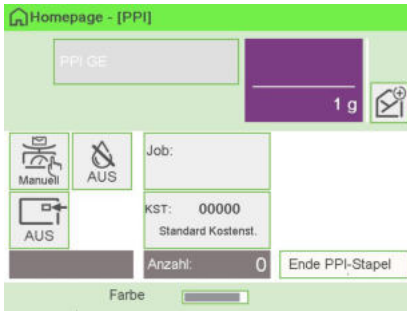 Homepage - [PPI]
PPI GE
1 g
Manuell
AUS
Job:
AUS
KST: 00000
Standard Kostenst.
Anzahl: 0
Ende PPI-Stapel
Farbe